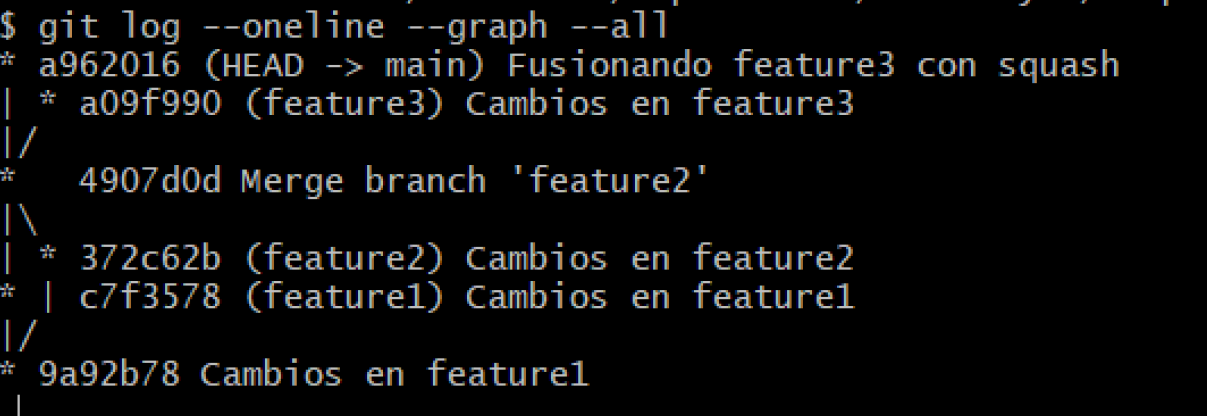 $ git log --oneline --graph --all
* a962016 (HEAD -> main) Fusionando feature3 con squash
| * a09f990 (feature3) Cambios en feature3
|/
*   4907d0d Merge branch 'feature2'
|\
| * 372c62b (feature2) Cambios en feature2
* | c7f3578 (feature1) Cambios en feature1
|/
* 9a92b78 Cambios en feature1